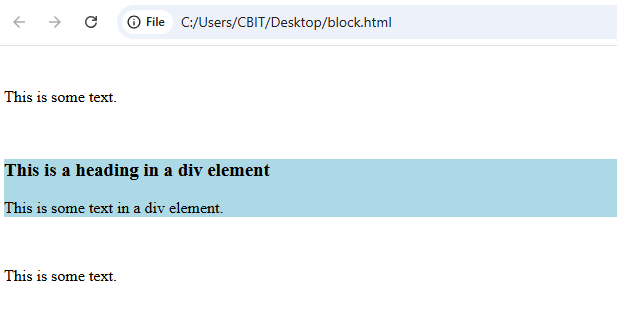 File C:/Users/CBIT/Desktop/block.html
This is some text.
This is a heading in a div element
This is some text in a div element.
This is some text.